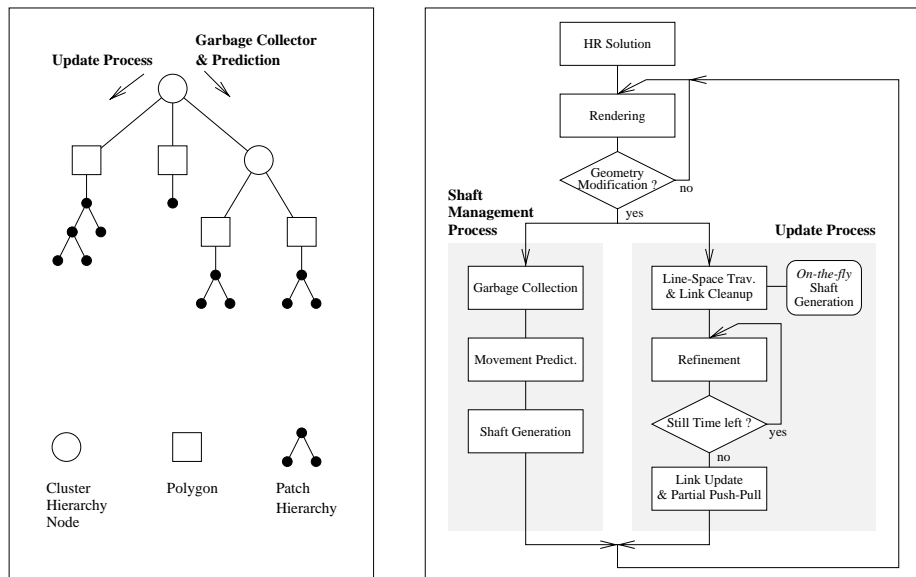 Garbage Collector
& Prediction
Update Process
Cluster
Hierarchy
Node
Polygon
Patch
Hierarchy
HR Solution
Rendering
Geometry
Modification ?
no
yes
Shaft
Management
Process
Update Process
Garbage Collection
Movement Predict.
Shaft Generation
Line-Space Trav.
& Link Cleanup
On-the-fly
Shaft
Generation
Refinement
Still Time left ?
yes
no
Link Update
& Partial Push-Pull